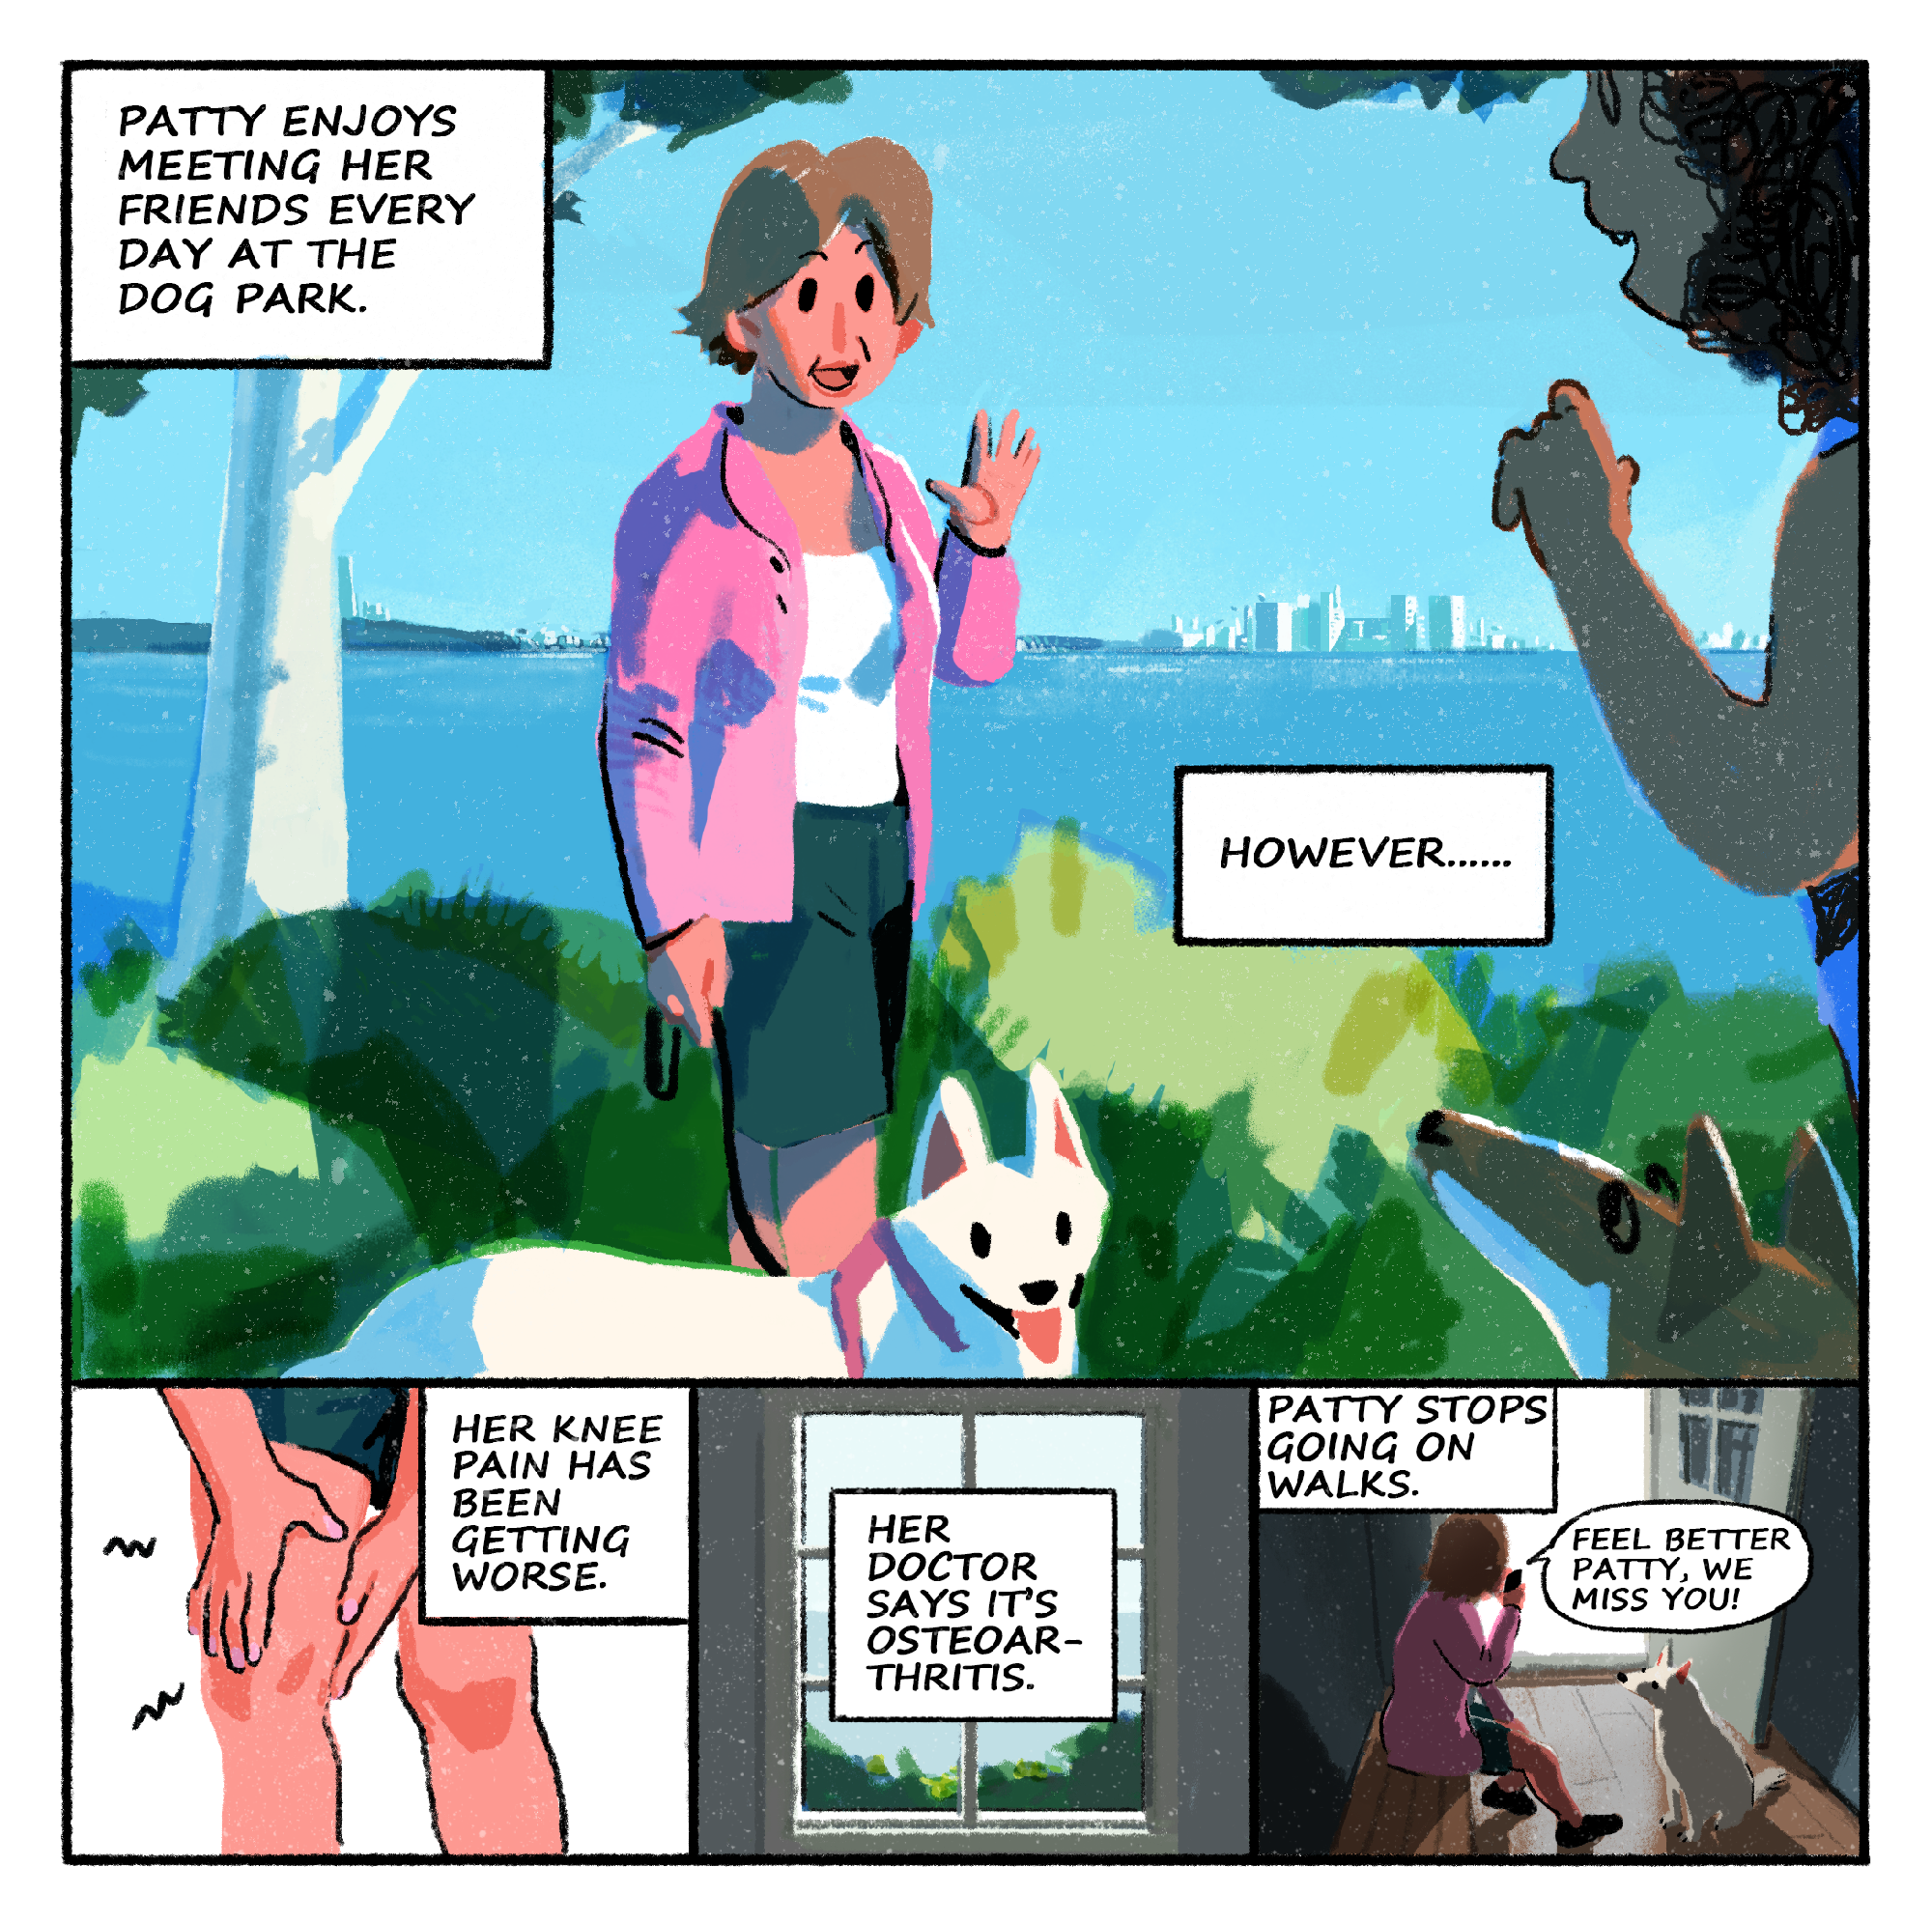 PATTY ENJOYS
MEETING HER
FRIENDS EVERY
DAY AT THE
DOG PARK.
HOWEVER......
HER KNEE
PAIN HAS
BEEN
GETTING
WORSE.
HER
DOCTOR
SAYS IT'S
OSTEOAR-
THRITIS.
PATTY STOPS
GOING ON
WALKS.
FEEL BETTER
PATTY, WE
MISS YOU!